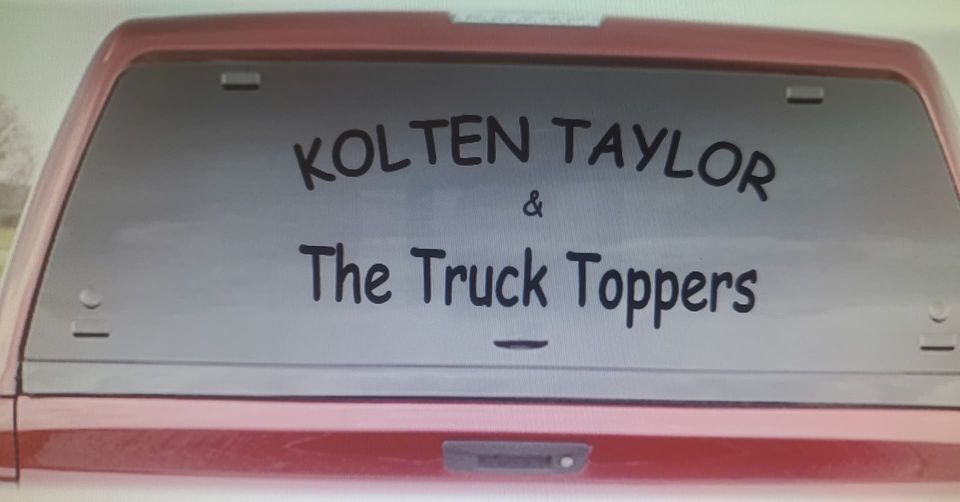 KOLTEN TAYLOR
&
The Truck Toppers